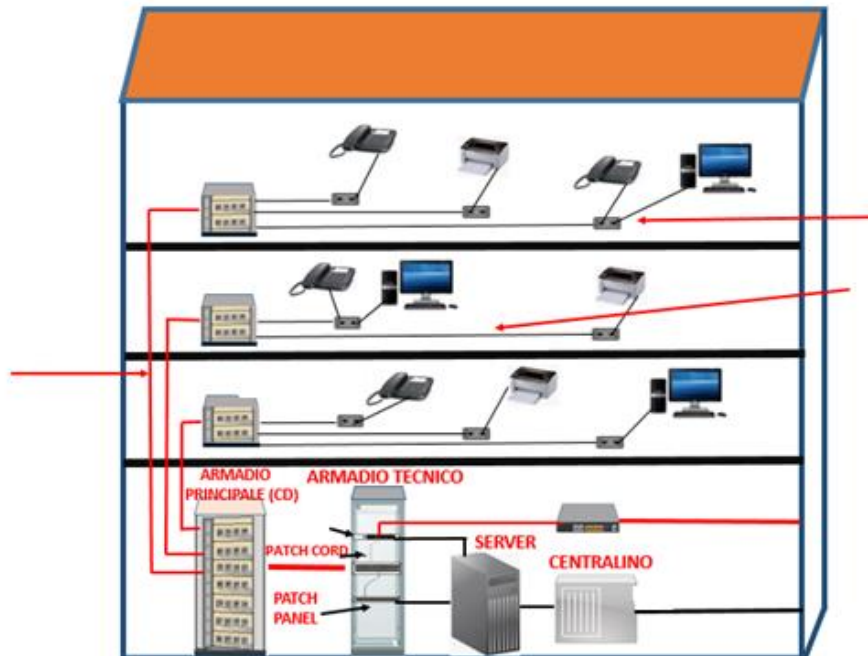 ARMADIO
PRINCIPALE (CD)
ARMADIO TECNICO
PATCH CORD
SERVER
CENTRALINO
PATCH
PANEL